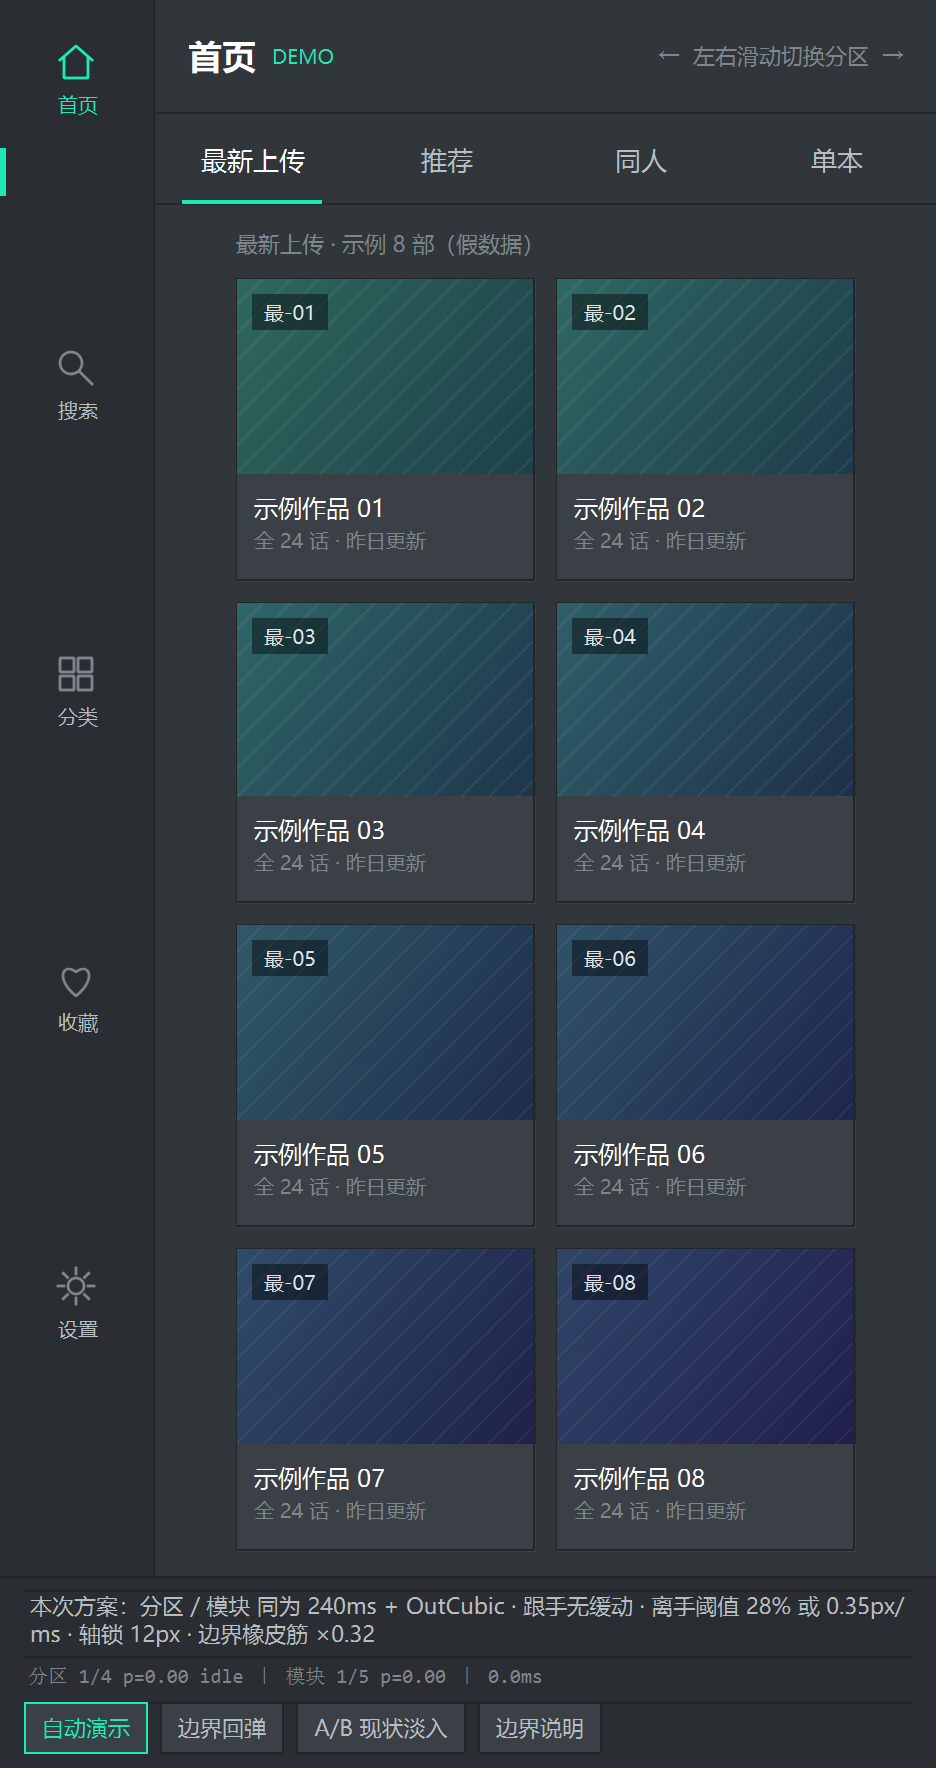 首页 DEMO ← 左右滑动切换分区 →
首页
搜索
分类
收藏
设置
最新上传 推荐 同人 单本
最新上传 · 示例 8 部（假数据）
最-01
示例作品 01
全 24 话 · 昨日更新
最-02
示例作品 02
全 24 话 · 昨日更新
最-03
示例作品 03
全 24 话 · 昨日更新
最-04
示例作品 04
全 24 话 · 昨日更新
最-05
示例作品 05
全 24 话 · 昨日更新
最-06
示例作品 06
全 24 话 · 昨日更新
最-07
示例作品 07
全 24 话 · 昨日更新
最-08
示例作品 08
全 24 话 · 昨日更新
本次方案：分区 / 模块 同为 240ms + OutCubic · 跟手无缓动 · 离手阈值 28% 或 0.35px/
ms · 轴锁 12px · 边界橡皮筋 ×0.32
分区 1/4 p=0.00 idle | 模块 1/5 p=0.00 | 0.0ms
自动演示 边界回弹 A/B 现状淡入 边界说明